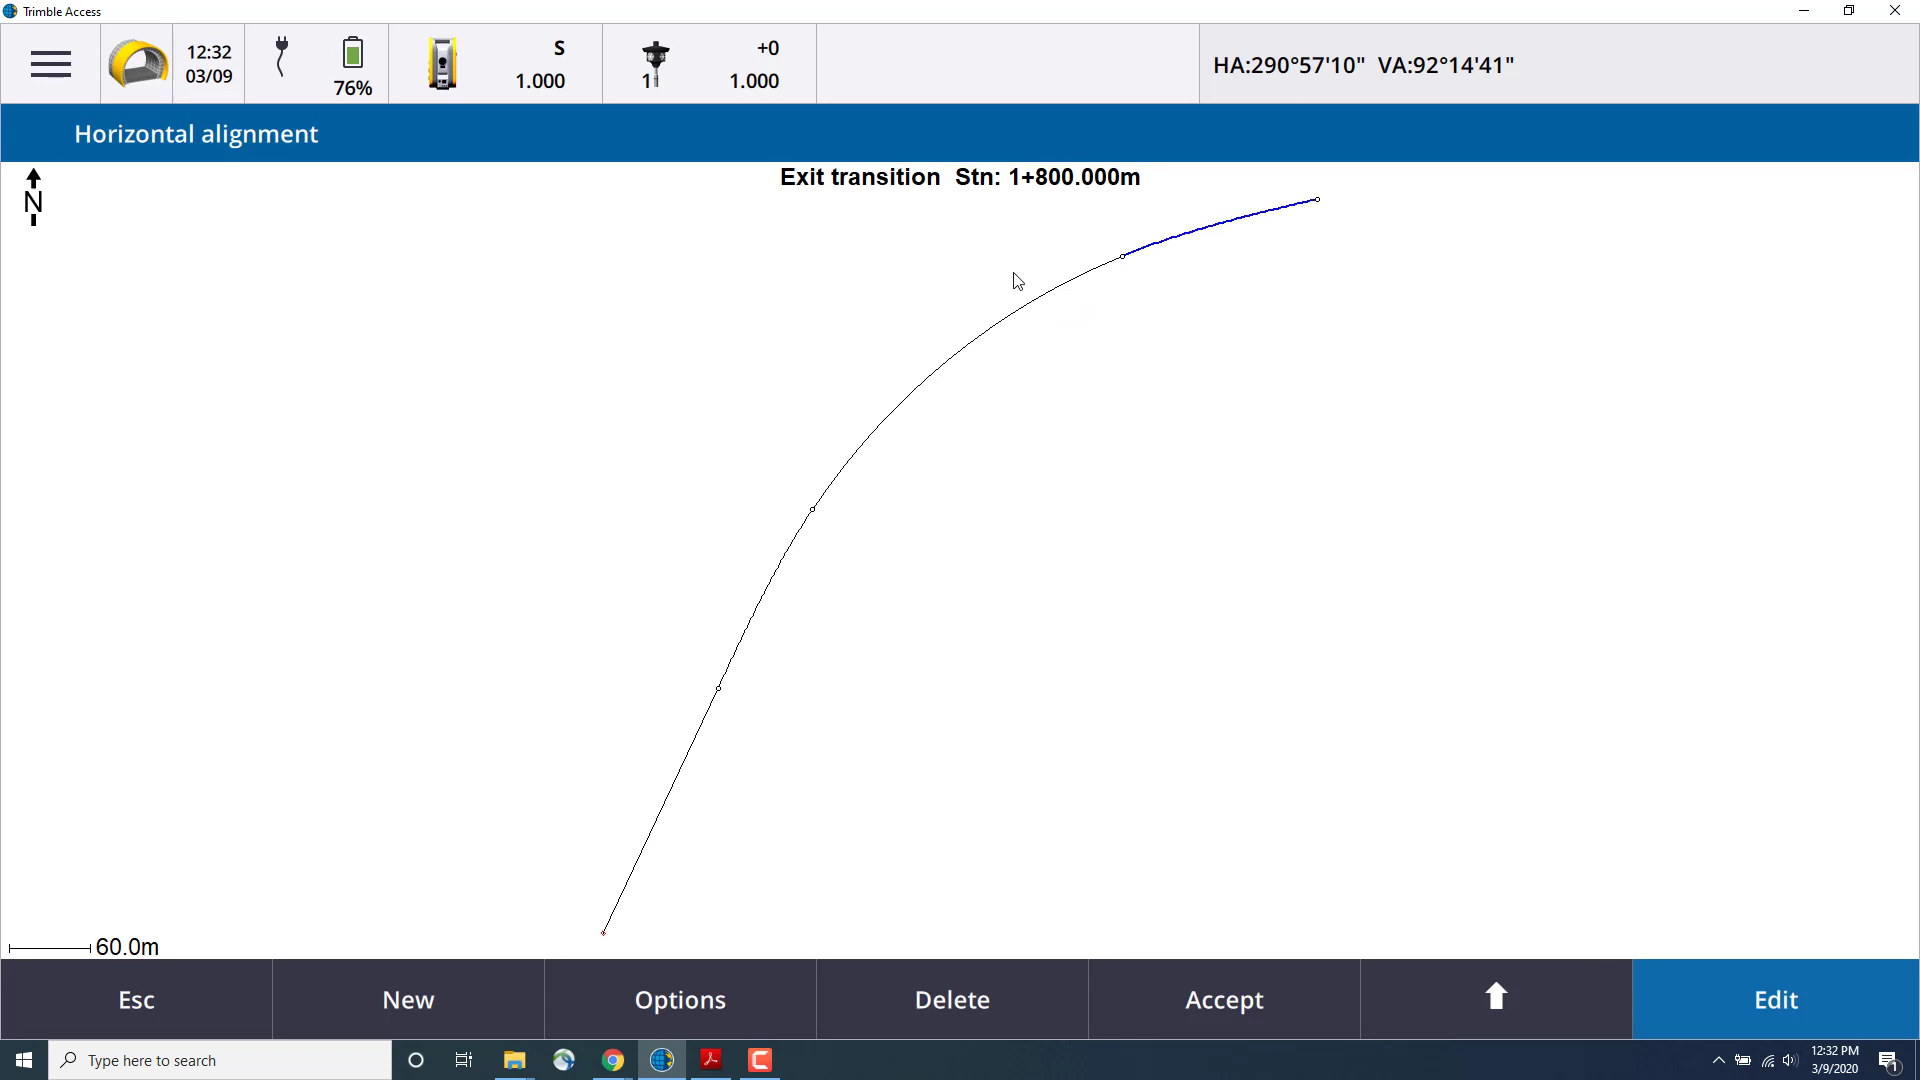 Trimble Access
12:32
03/09
76%
S
1.000
+0
1
1.000
HA:290°57'10" VA:92°14'41"
Horizontal alignment
N
Exit transition Stn: 1+800.000m
60.0m
Esc
New
Options
Delete
Accept
Edit
Type here to search
12:32 PM
3/9/2020
1